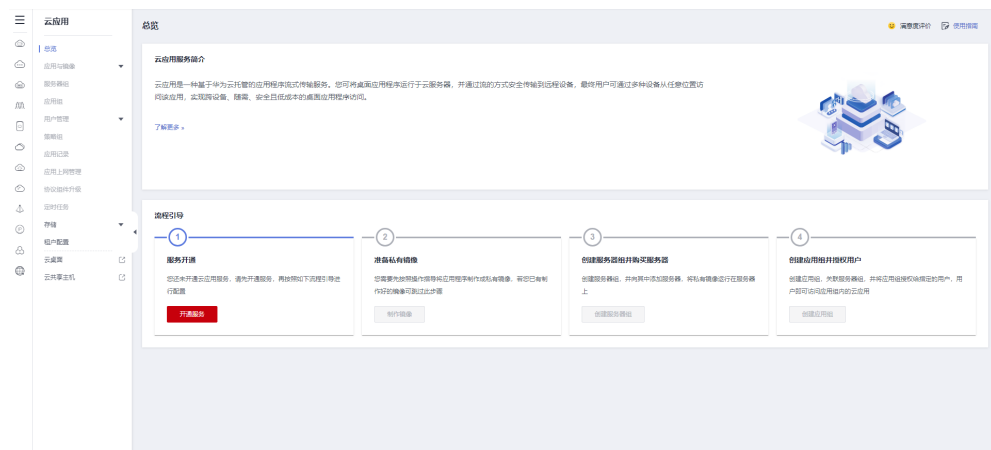 云应用
总览
应用与镜像
服务器组
应用组
用户管理
策略组
应用记录
应用上网管理
协议组件升级
定时任务
存储
租户配置
云桌面
云共享主机
总览
满意度评价
使用指南
云应用服务简介
云应用是一种基于华为云托管的应用程序流式传输服务。您可将桌面应用程序运行于云服务器，并通过流的方式安全传输到远程设备，最终用户可通过多种设备从任意位置访
问该应用，实现跨设备、随需、安全且低成本的桌面应用程序访问。
了解更多 »
流程引导
1
服务开通
您还未开通云应用服务，请先开通服务，再按照如下流程引导进
行配置
开通服务
2
准备私有镜像
您需要先按照操作指导将应用程序制作成私有镜像，若您已有制
作好的镜像可跳过此步骤
制作镜像
3
创建服务器组并购买服务器
创建服务器组，并向其中添加服务器，将私有镜像运行在服务器
上
创建服务器组
4
创建应用组并授权用户
创建应用组，关联服务器组，并将应用组授权给指定的用户，用
户即可访问应用组内的云应用
创建应用组